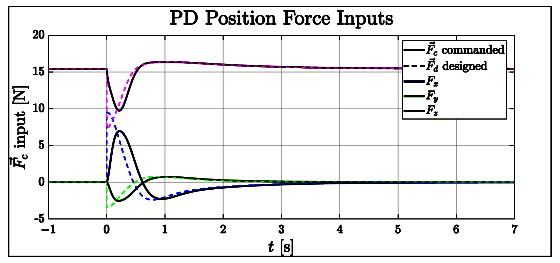 PD Position Force Inputs
F⃗c commanded
F⃗d designed
Fx
Fy
Fz
F⃗c input [N]
20
15
10
5
0
-5
-1 0 1 2 3 4 5 6 7
t [s]